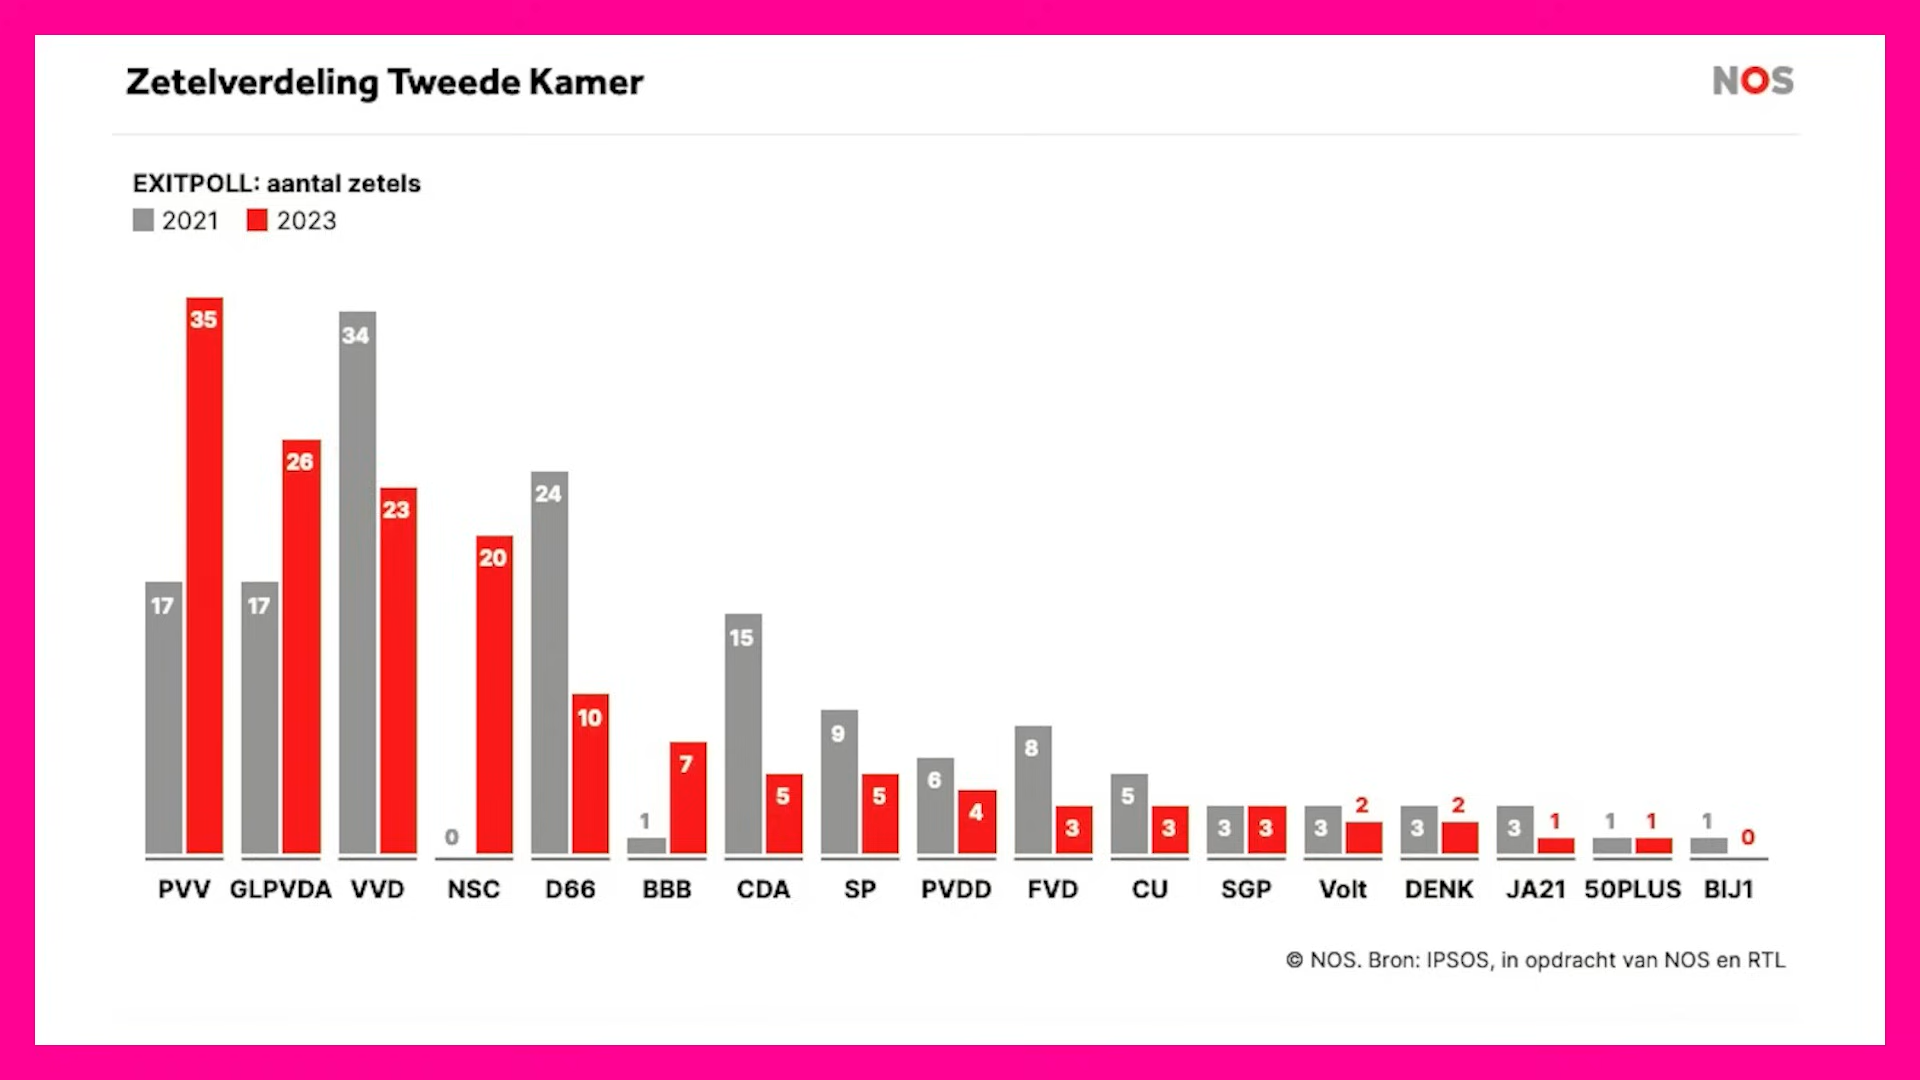 Zetelverdeling Tweede Kamer
NOS
EXITPOLL: aantal zetels
2021 2023
17 35 17 26 34 23 0 20 24 10 1 7 15 5 9 5 6 4 8 3 5 3 3 3 3 2 3 2 3 1 1 1 1 0
PVV GLPVDA VVD NSC D66 BBB CDA SP PVDD FVD CU SGP Volt DENK JA21 50PLUS BIJ1
© NOS. Bron: IPSOS, in opdracht van NOS en RTL